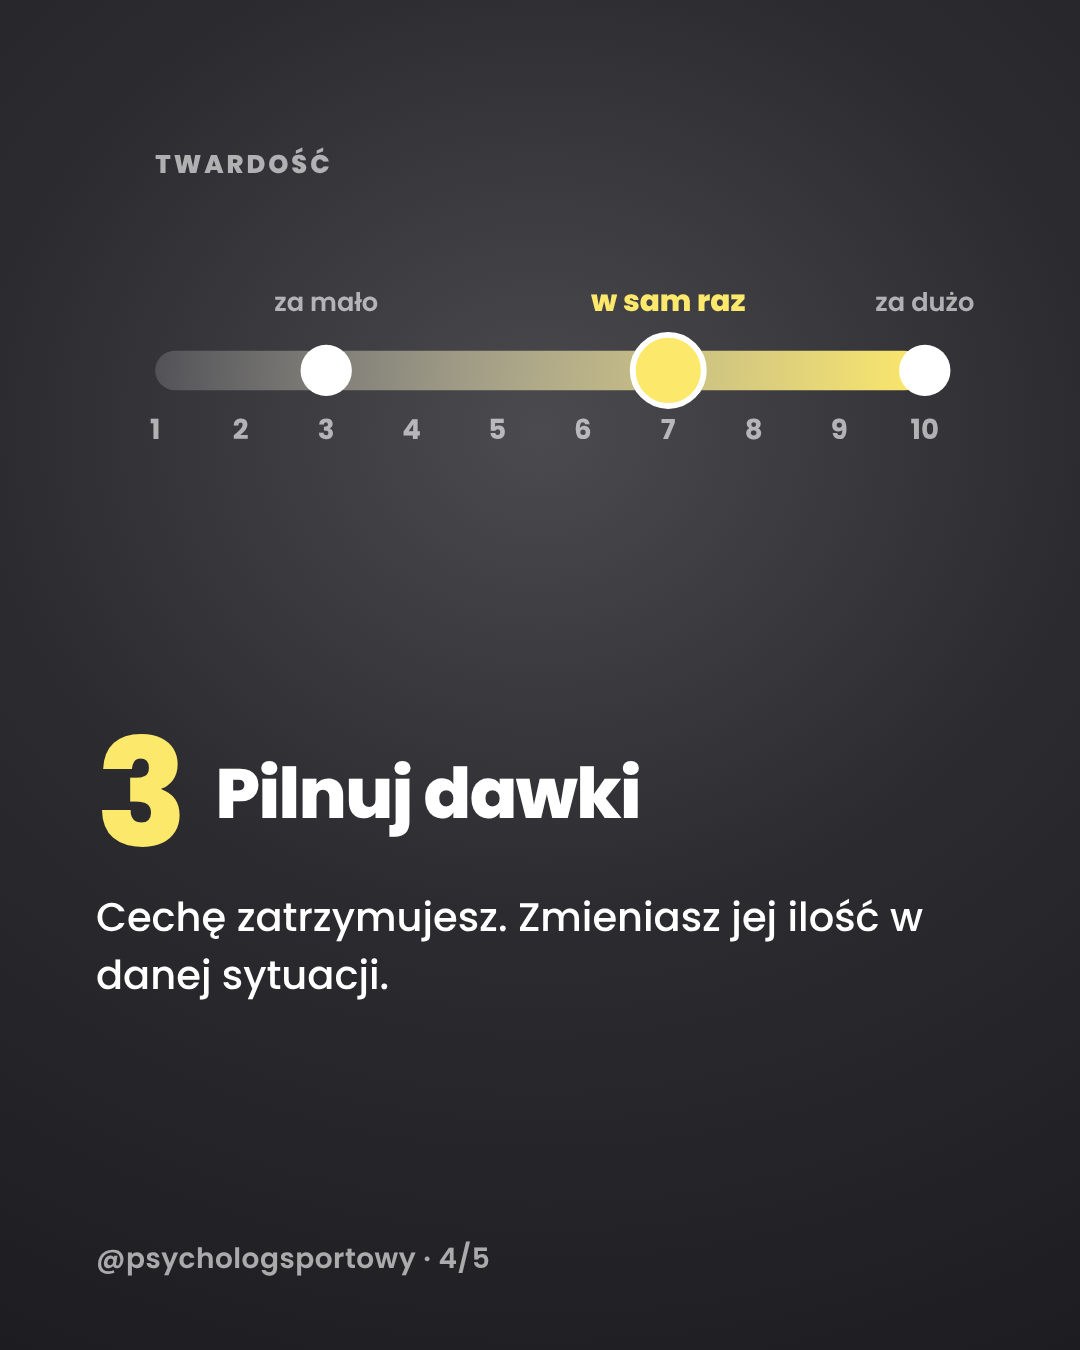 TWARDOŚĆ
za mało w sam raz za dużo
1 2 3 4 5 6 7 8 9 10
3 Pilnuj dawki
Cechę zatrzymujesz. Zmieniasz jej ilość w
danej sytuacji.
@psychologsportowy · 4/5